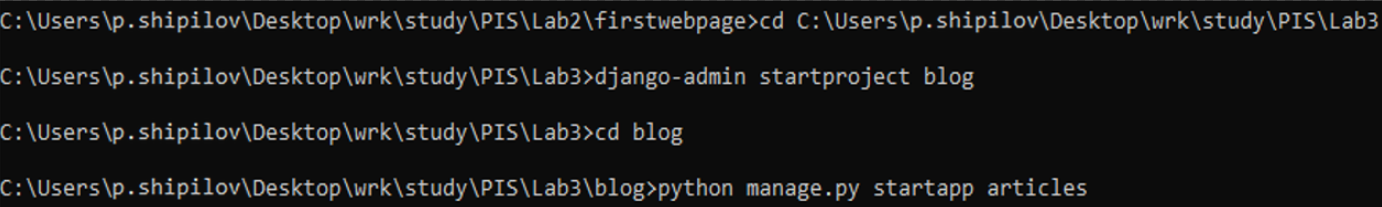 C:\Users\p.shipilov\Desktop\wrk\study\PIS\Lab2\firstwebpage>cd C:\Users\p.shipilov\Desktop\wrk\study\PIS\Lab3
C:\Users\p.shipilov\Desktop\wrk\study\PIS\Lab3>django-admin startproject blog
C:\Users\p.shipilov\Desktop\wrk\study\PIS\Lab3>cd blog
C:\Users\p.shipilov\Desktop\wrk\study\PIS\Lab3\blog>python manage.py startapp articles